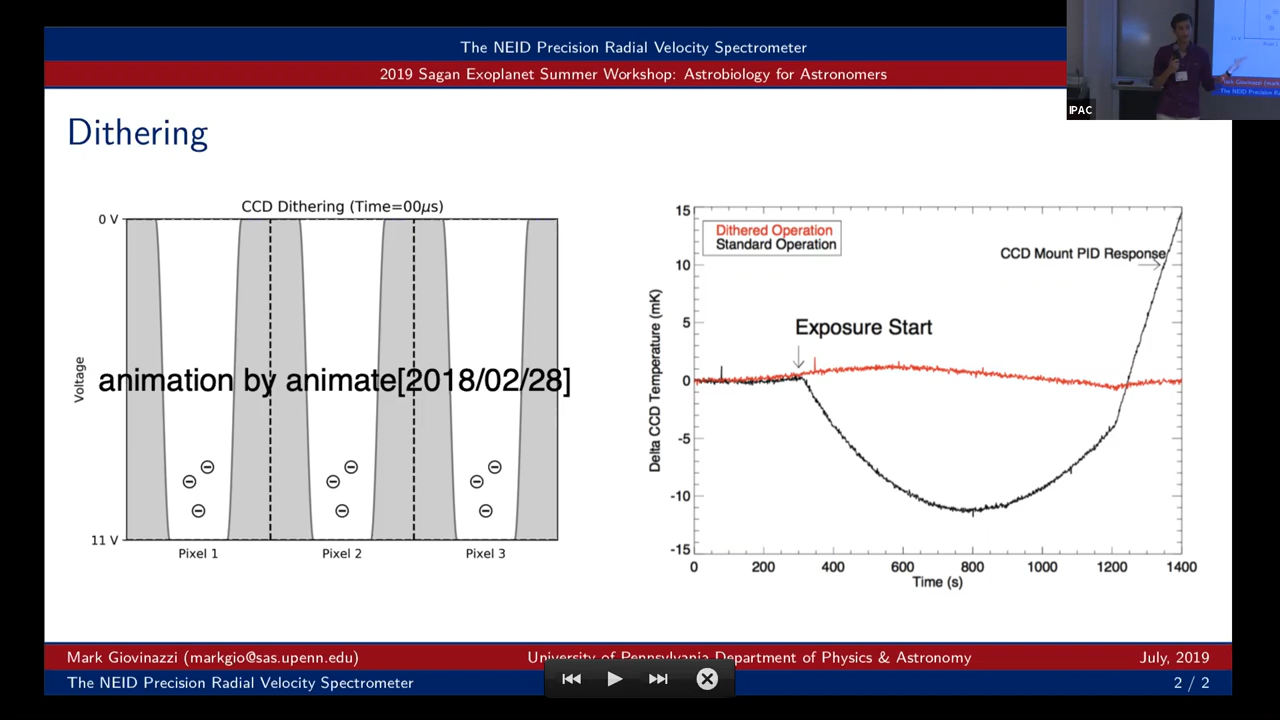 The NEID Precision Radial Velocity Spectrometer
2019 Sagan Exoplanet Summer Workshop: Astrobiology for Astronomers
IPAC
Dithering
CCD Dithering (Time=00μs)
0 V
Voltage
animation by animate[2018/02/28]
11 V
Pixel 1
Pixel 2
Pixel 3
15
10
5
0
-5
-10
-15
Delta CCD Temperature (mK)
Dithered Operation
Standard Operation
CCD Mount PID Response
Exposure Start
0 200 400 600 800 1000 1200 1400
Time (s)
Mark Giovinazzi (markgio@sas.upenn.edu)
University of Pennsylvania Department of Physics & Astronomy
July, 2019
The NEID Precision Radial Velocity Spectrometer
2 / 2